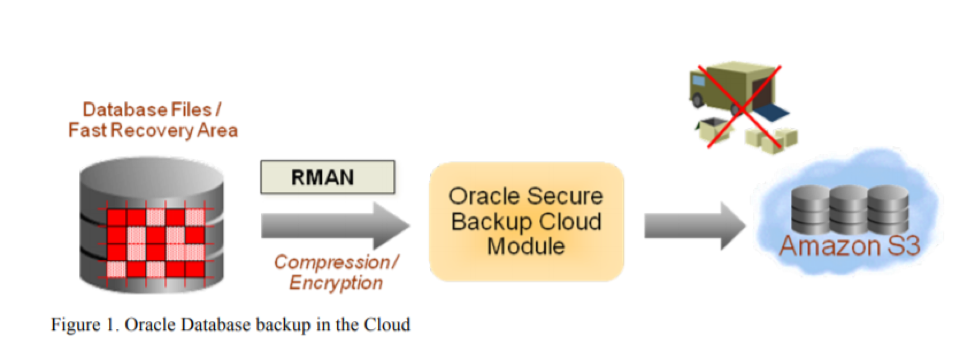 Database Files /
Fast Recovery Area
RMAN
Compression/
Encryption
Oracle Secure
Backup Cloud
Module
Amazon S3
Figure 1. Oracle Database backup in the Cloud